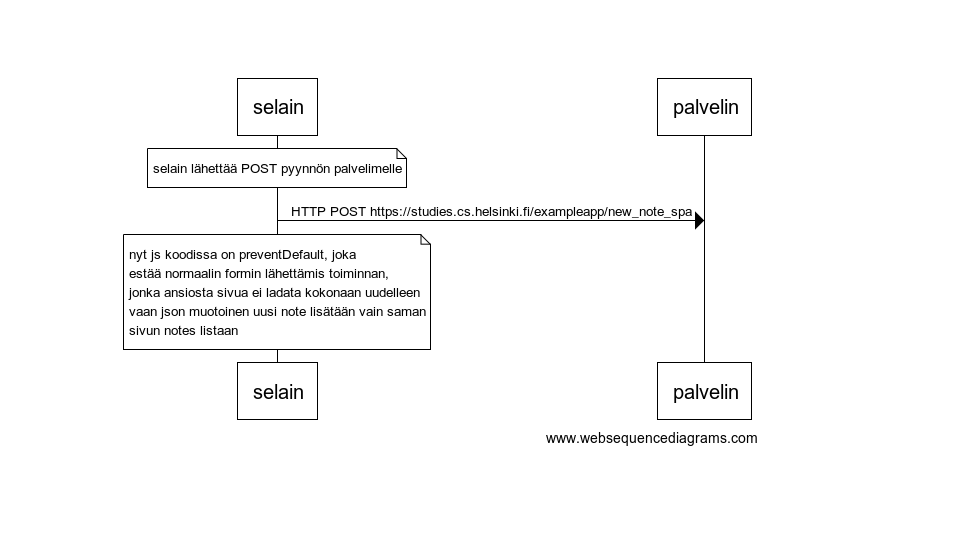 selain
palvelin
selain lähettää POST pyynnön palvelimelle
HTTP POST https://studies.cs.helsinki.fi/exampleapp/new_note_spa
nyt js koodissa on preventDefault, joka
estää normaalin formin lähettämis toiminnan,
jonka ansiosta sivua ei ladata kokonaan uudelleen
vaan json muotoinen uusi note lisätään vain saman
sivun notes listaan
selain
palvelin
www.websequencediagrams.com